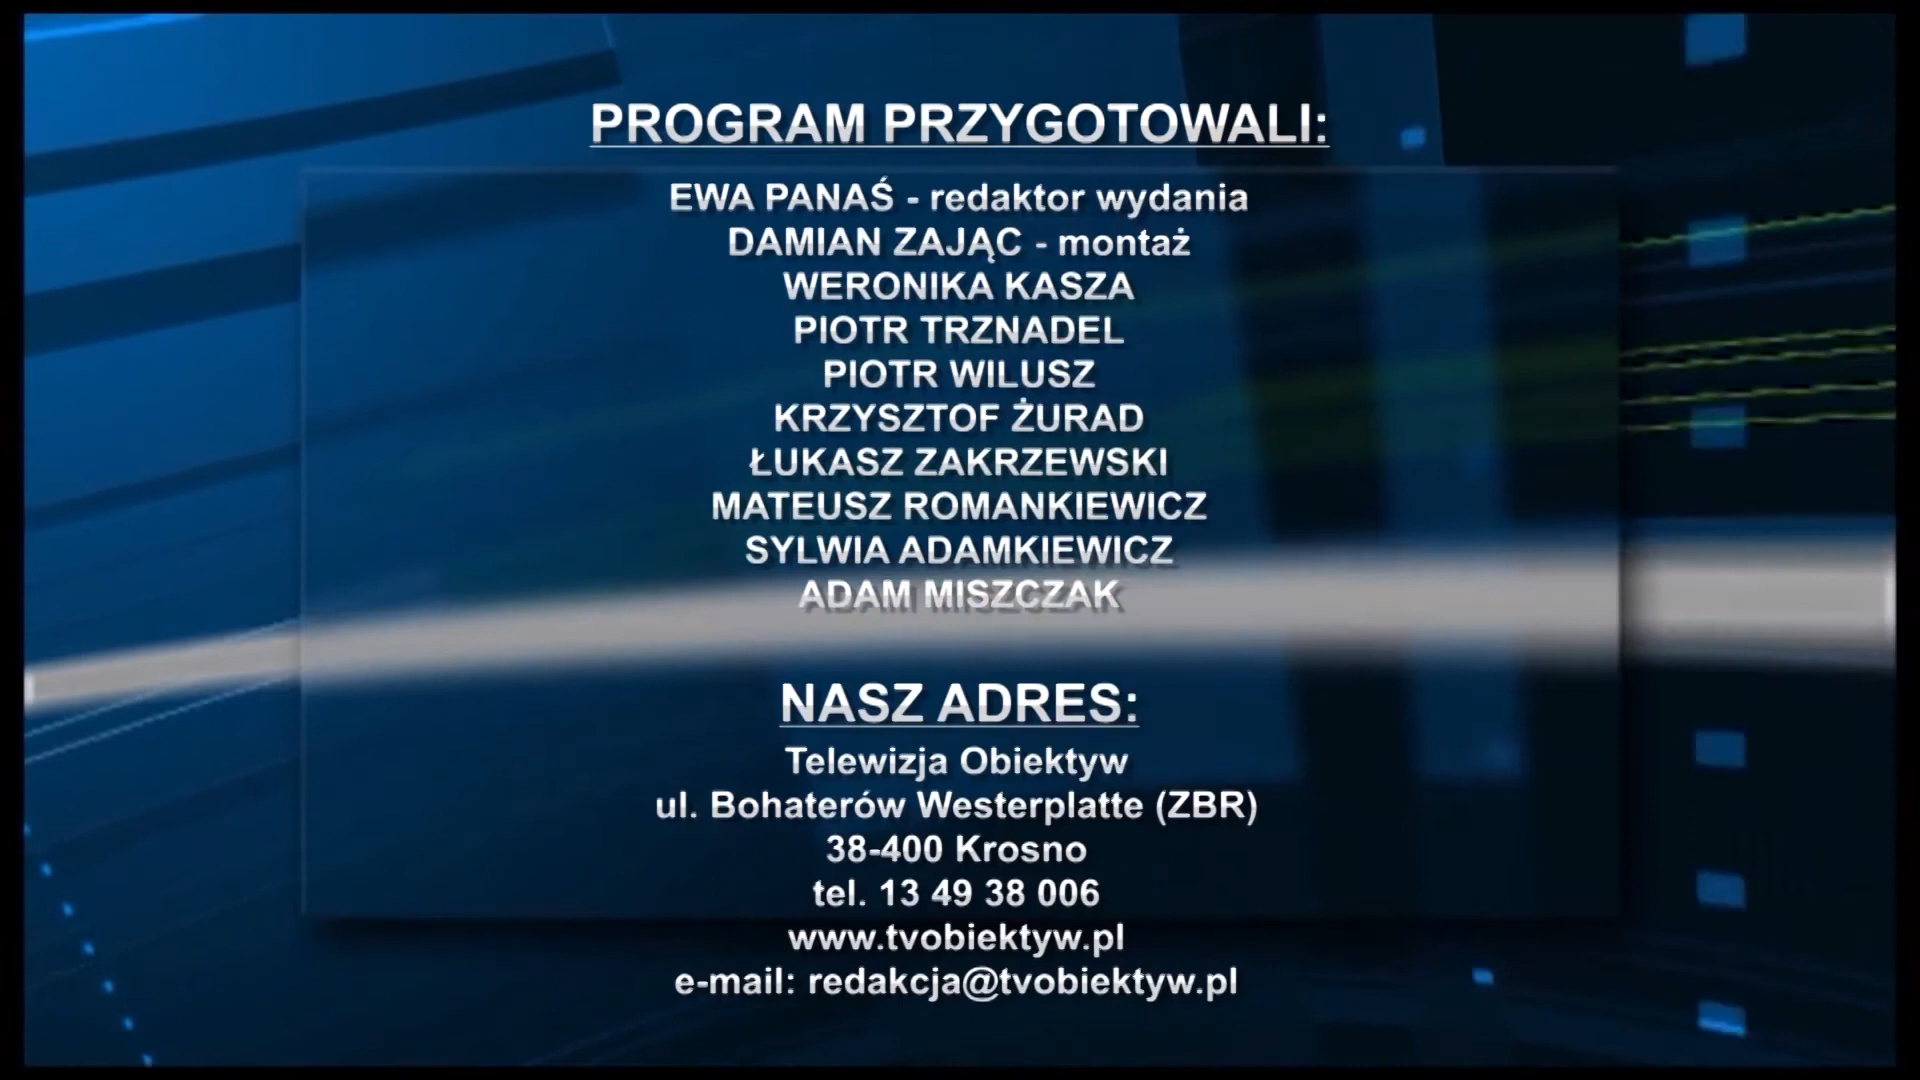 PROGRAM PRZYGOTOWALI:
EWA PANAŚ - redaktor wydania
DAMIAN ZAJĄC - montaż
WERONIKA KASZA
PIOTR TRZNADEL
PIOTR WILUSZ
KRZYSZTOF ŻURAD
ŁUKASZ ZAKRZEWSKI
MATEUSZ ROMANKIEWICZ
SYLWIA ADAMKIEWICZ
ADAM MISZCZAK
NASZ ADRES:
Telewizja Obiektyw
ul. Bohaterów Westerplatte (ZBR)
38-400 Krosno
tel. 13 49 38 006
www.tvobiektyw.pl
e-mail: redakcja@tvobiektyw.pl